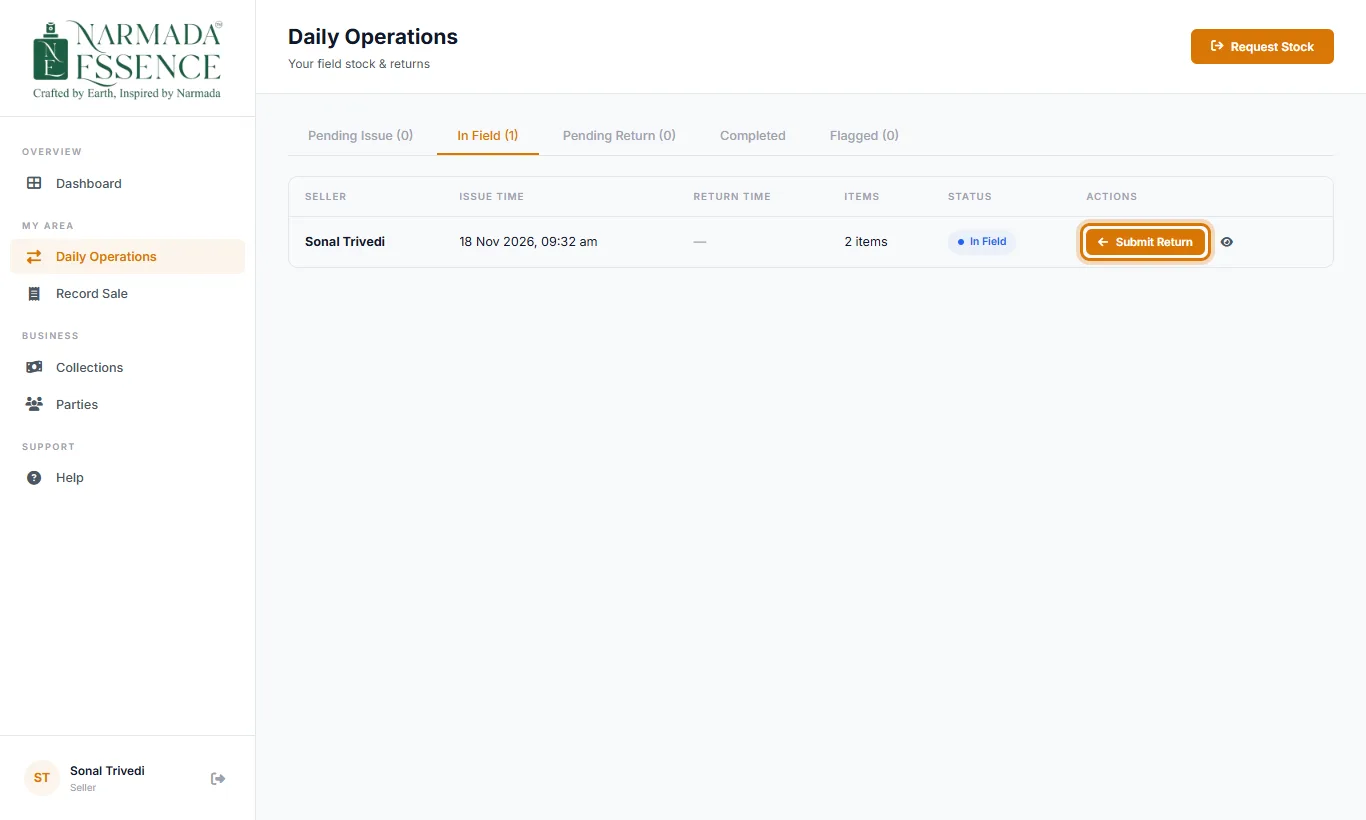 NARMADA
ESSENCE
Crafted by Earth, Inspired by Narmada
OVERVIEW
Dashboard
MY AREA
Daily Operations
Record Sale
BUSINESS
Collections
Parties
SUPPORT
Help
ST
Sonal Trivedi
Seller
Daily Operations
Your field stock & returns
Request Stock
Pending Issue (0) In Field (1) Pending Return (0) Completed Flagged (0)
SELLER ISSUE TIME RETURN TIME ITEMS STATUS ACTIONS
Sonal Trivedi 18 Nov 2026, 09:32 am — 2 items In Field Submit Return